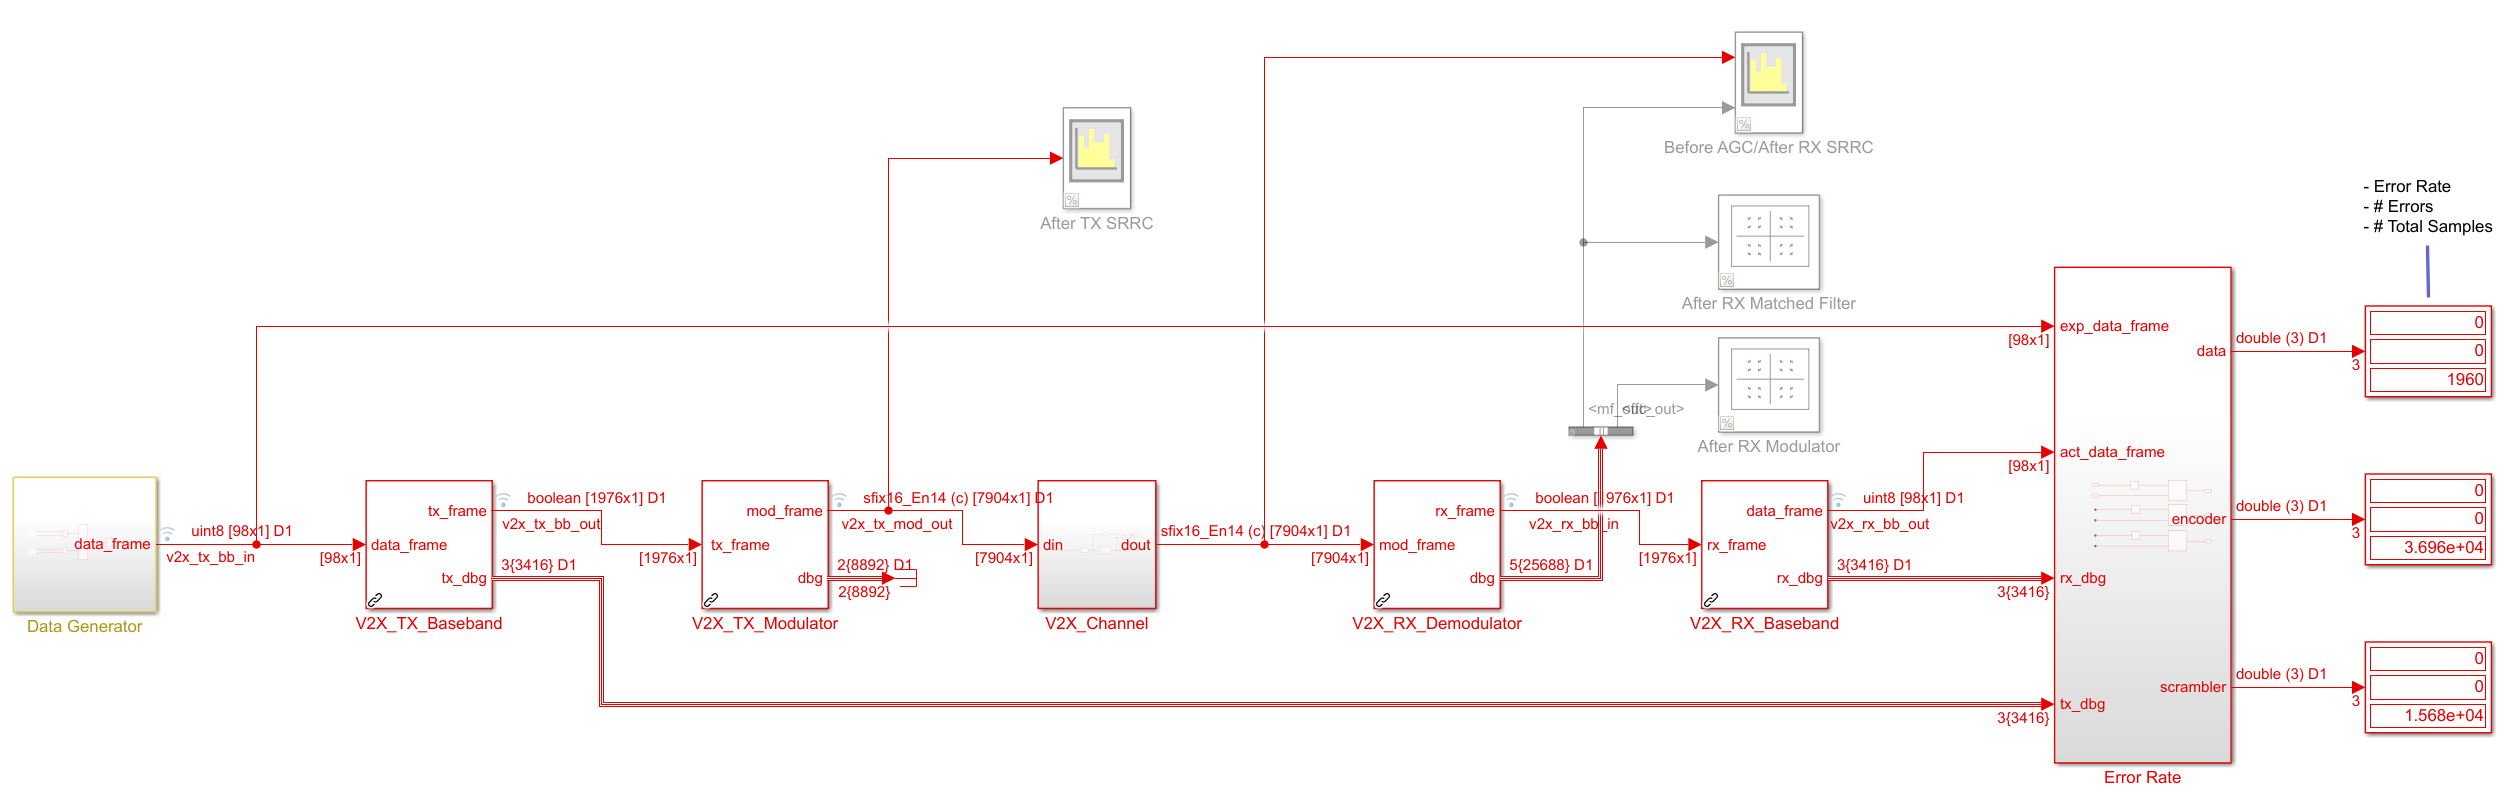 Before AGC/After RX SRRC
After TX SRRC
- Error Rate
- # Errors
- # Total Samples
After RX Matched Filter
exp_data_frame
[98x1]
data
double (3) D1
3
0
0
1960
<mf_out>
<fft_out>
After RX Modulator
act_data_frame
[98x1]
data_frame
uint8 [98x1] D1
v2x_tx_bb_in
Data Generator
[98x1]
data_frame
tx_frame
tx_dbg
V2X_TX_Baseband
boolean [1976x1] D1
v2x_tx_bb_out
3{3416} D1
[1976x1]
mod_frame
tx_frame
dbg
V2X_TX_Modulator
sfix16_En14 (c) [7904x1] D1
v2x_tx_mod_out
2{8892} D1
2{8892}
[7904x1]
din
dout
V2X_Channel
sfix16_En14 (c) [7904x1] D1
[7904x1]
rx_frame
mod_frame
dbg
V2X_RX_Demodulator
boolean [1976x1] D1
v2x_rx_bb_in
5{25688} D1
[1976x1]
data_frame
rx_frame
rx_dbg
V2X_RX_Baseband
uint8 [98x1] D1
v2x_rx_bb_out
3{3416} D1
encoder
double (3) D1
3
0
0
3.696e+04
rx_dbg
3{3416}
scrambler
double (3) D1
3
0
0
1.568e+04
tx_dbg
3{3416}
Error Rate